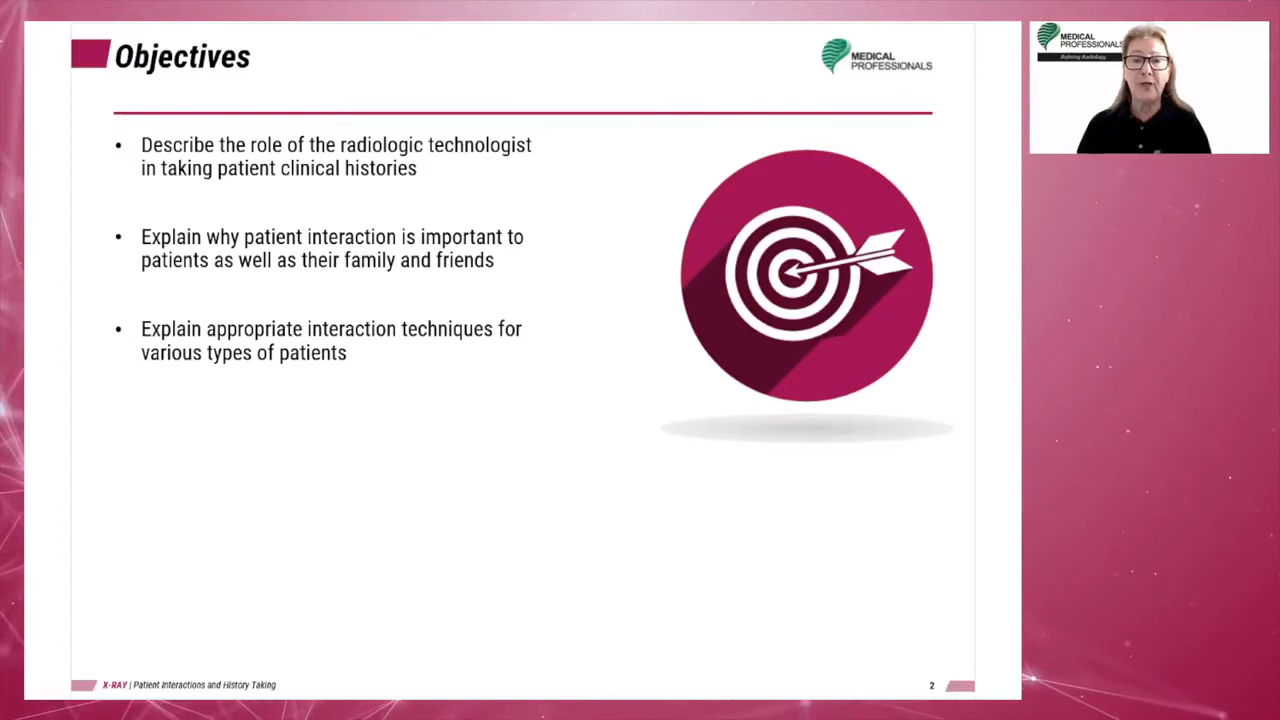 Objectives
MEDICAL
PROFESSIONALS
• Describe the role of the radiologic technologist
in taking patient clinical histories
• Explain why patient interaction is important to
patients as well as their family and friends
• Explain appropriate interaction techniques for
various types of patients
X-RAY | Patient Interactions and History Taking
2
MEDICAL
PROFESSIONALS
Refining Radiology